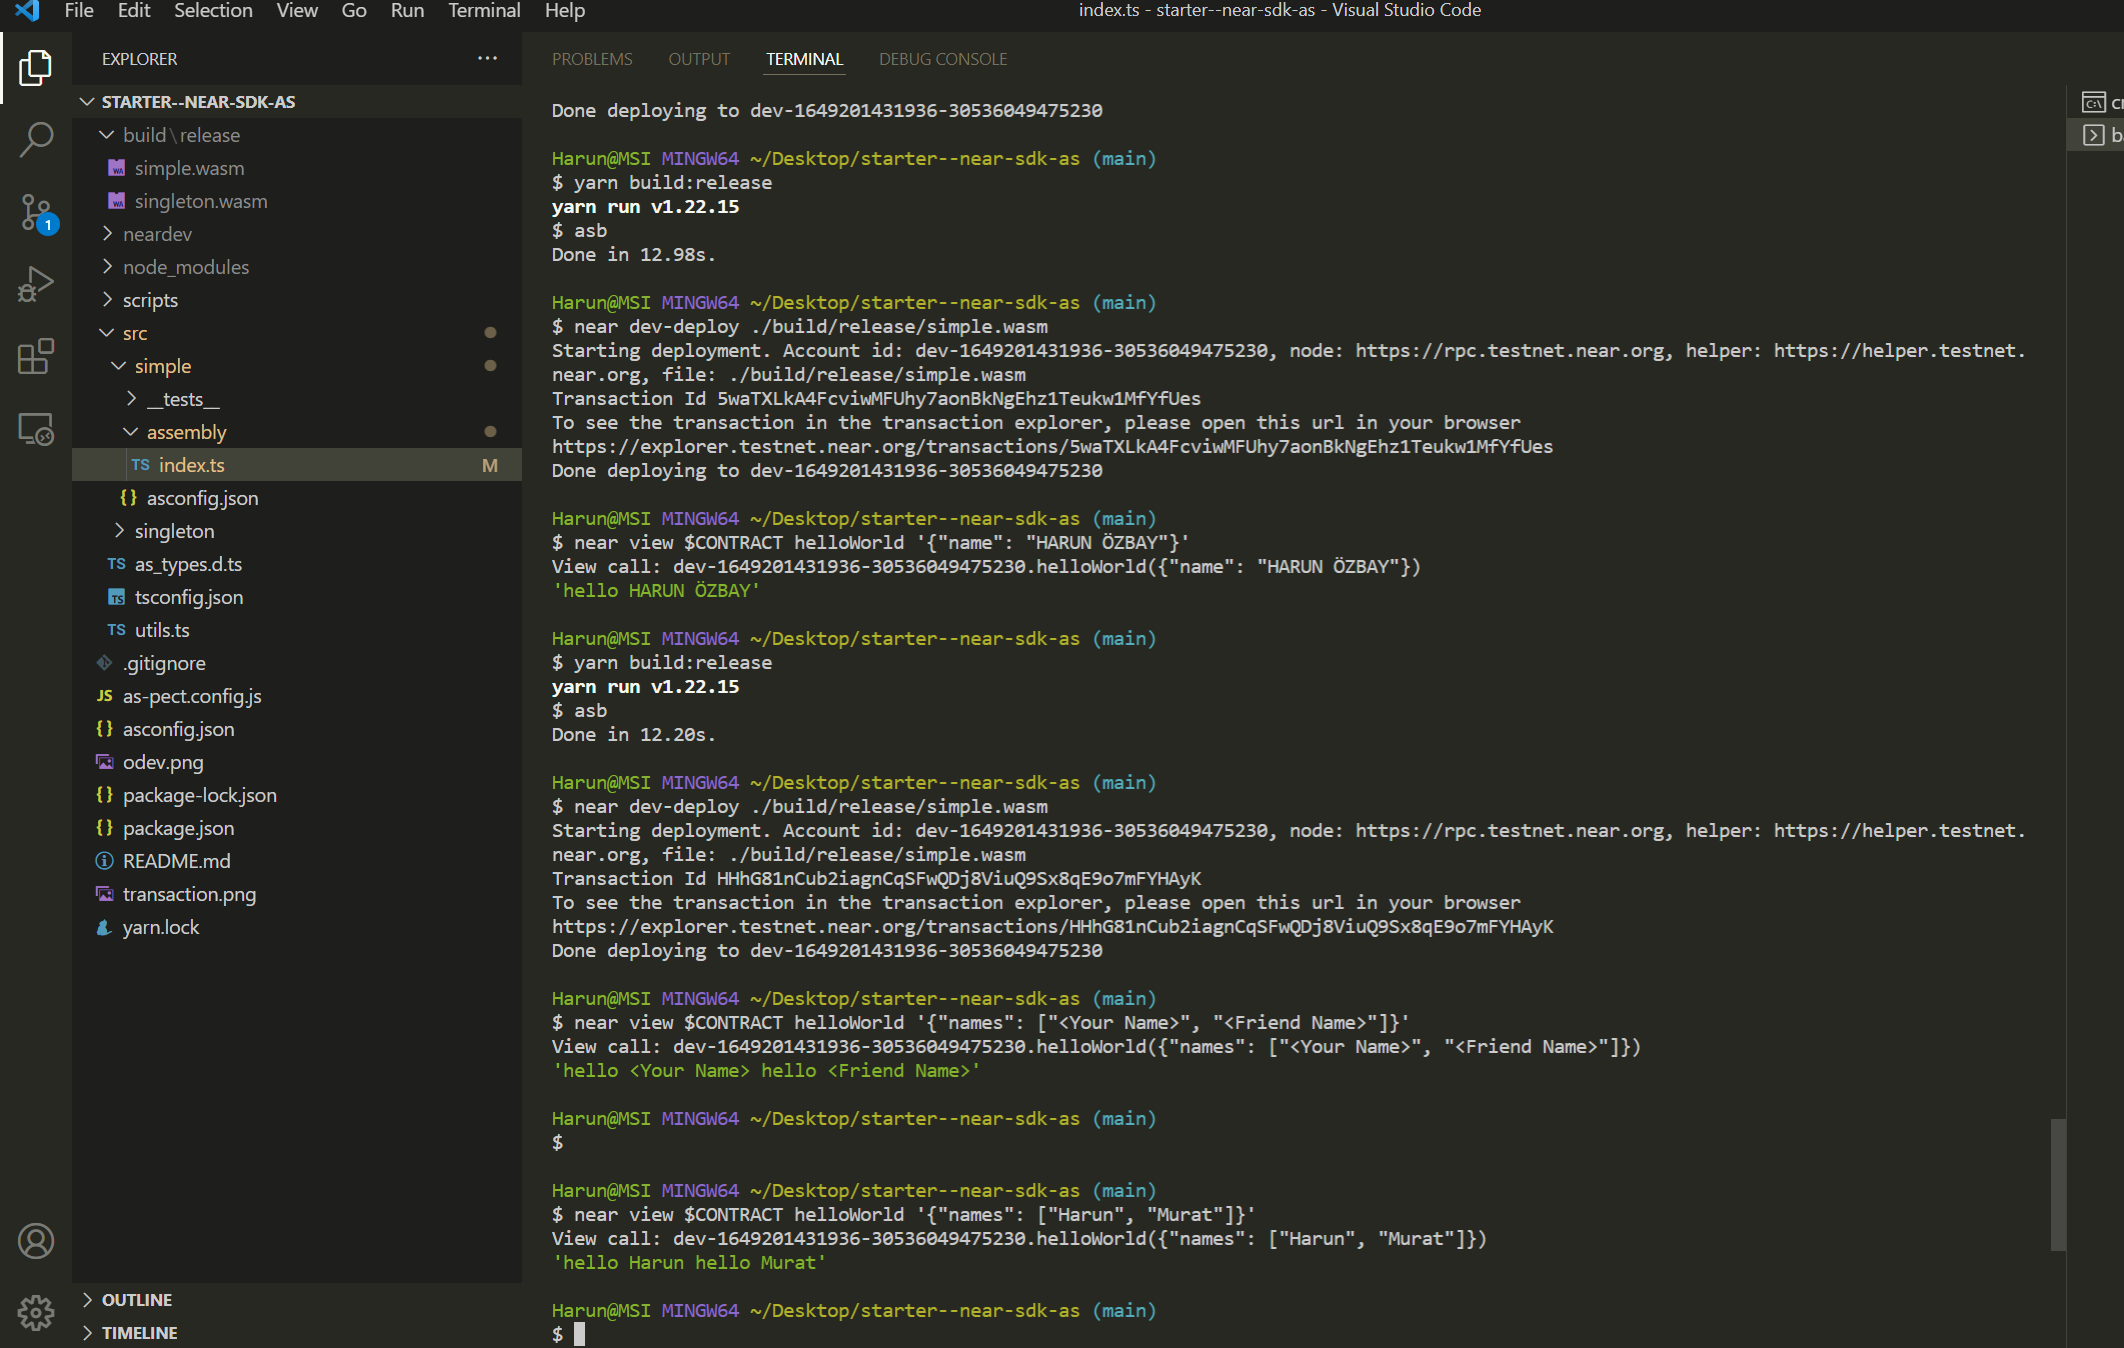 File Edit Selection View Go Run Terminal Help
index.ts - starter--near-sdk-as - Visual Studio Code
EXPLORER
STARTER--NEAR-SDK-AS
build\release
simple.wasm
singleton.wasm
neardev
node_modules
scripts
src
simple
__tests__
assembly
TS index.ts M
{} asconfig.json
singleton
TS as_types.d.ts
TS tsconfig.json
TS utils.ts
.gitignore
JS as-pect.config.js
{} asconfig.json
odev.png
{} package-lock.json
{} package.json
README.md
transaction.png
yarn.lock
OUTLINE
TIMELINE
1
PROBLEMS OUTPUT TERMINAL DEBUG CONSOLE
Done deploying to dev-1649201431936-30536049475230
Harun@MSI MINGW64 ~/Desktop/starter--near-sdk-as (main)
$ yarn build:release
yarn run v1.22.15
$ asb
Done in 12.98s.
Harun@MSI MINGW64 ~/Desktop/starter--near-sdk-as (main)
$ near dev-deploy ./build/release/simple.wasm
Starting deployment. Account id: dev-1649201431936-30536049475230, node: https://rpc.testnet.near.org, helper: https://helper.testnet.
near.org, file: ./build/release/simple.wasm
Transaction Id 5waTXLkA4FcviwMFUhy7aonBkNgEhz1Teukw1MfYfUes
To see the transaction in the transaction explorer, please open this url in your browser
https://explorer.testnet.near.org/transactions/5waTXLkA4FcviwMFUhy7aonBkNgEhz1Teukw1MfYfUes
Done deploying to dev-1649201431936-30536049475230
Harun@MSI MINGW64 ~/Desktop/starter--near-sdk-as (main)
$ near view $CONTRACT helloWorld '{"name": "HARUN ÖZBAY"}'
View call: dev-1649201431936-30536049475230.helloWorld({"name": "HARUN ÖZBAY"})
'hello HARUN ÖZBAY'
Harun@MSI MINGW64 ~/Desktop/starter--near-sdk-as (main)
$ yarn build:release
yarn run v1.22.15
$ asb
Done in 12.20s.
Harun@MSI MINGW64 ~/Desktop/starter--near-sdk-as (main)
$ near dev-deploy ./build/release/simple.wasm
Starting deployment. Account id: dev-1649201431936-30536049475230, node: https://rpc.testnet.near.org, helper: https://helper.testnet.
near.org, file: ./build/release/simple.wasm
Transaction Id HHhG81nCub2iagnCqSFwQDj8ViuQ9Sx8qE9o7mFYHAyK
To see the transaction in the transaction explorer, please open this url in your browser
https://explorer.testnet.near.org/transactions/HHhG81nCub2iagnCqSFwQDj8ViuQ9Sx8qE9o7mFYHAyK
Done deploying to dev-1649201431936-30536049475230
Harun@MSI MINGW64 ~/Desktop/starter--near-sdk-as (main)
$ near view $CONTRACT helloWorld '{"names": ["<Your Name>", "<Friend Name>"]}'
View call: dev-1649201431936-30536049475230.helloWorld({"names": ["<Your Name>", "<Friend Name>"]})
'hello <Your Name> hello <Friend Name>'
Harun@MSI MINGW64 ~/Desktop/starter--near-sdk-as (main)
$
Harun@MSI MINGW64 ~/Desktop/starter--near-sdk-as (main)
$ near view $CONTRACT helloWorld '{"names": ["Harun", "Murat"]}'
View call: dev-1649201431936-30536049475230.helloWorld({"names": ["Harun", "Murat"]})
'hello Harun hello Murat'
Harun@MSI MINGW64 ~/Desktop/starter--near-sdk-as (main)
$